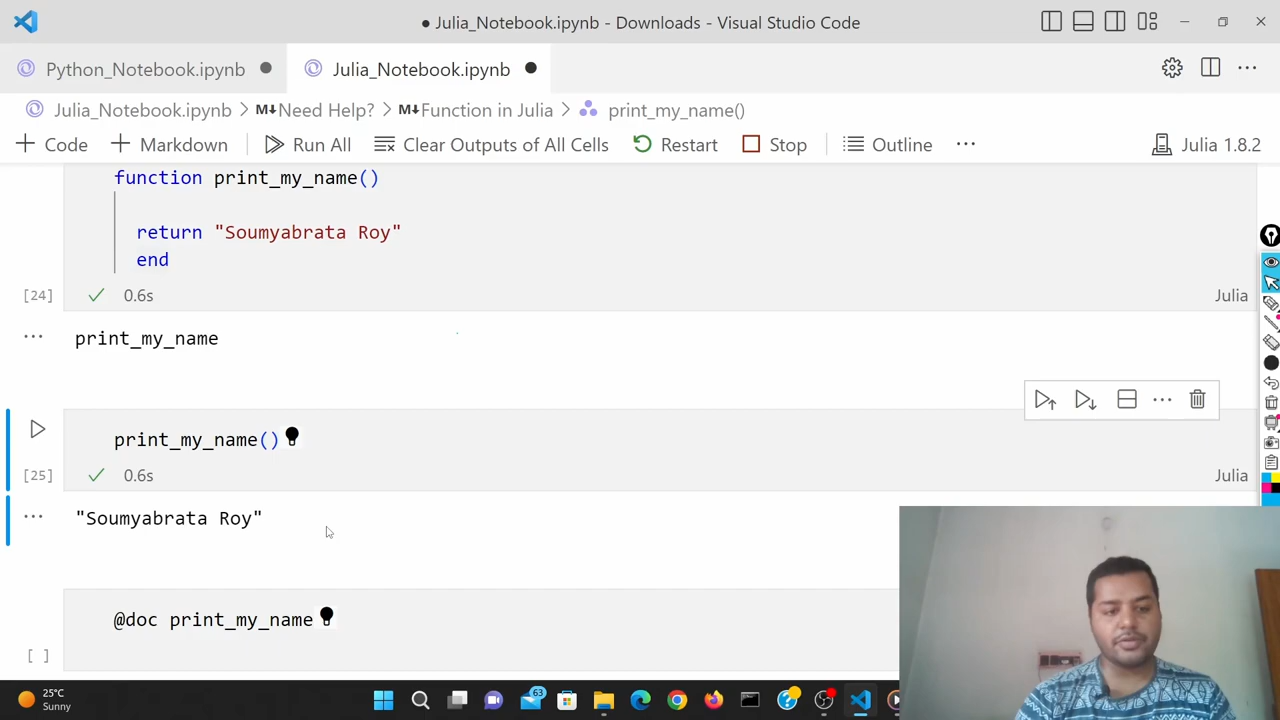 Julia_Notebook.ipynb - Downloads - Visual Studio Code
Python_Notebook.ipynb
Julia_Notebook.ipynb
Julia_Notebook.ipynb > M↓Need Help? > M↓Function in Julia > print_my_name()
+ Code + Markdown Run All Clear Outputs of All Cells Restart Stop Outline ... Julia 1.8.2
function print_my_name()
return "Soumyabrata Roy"
end
[24] ✓ 0.6s Julia
... print_my_name
print_my_name()
[25] ✓ 0.6s Julia
... "Soumyabrata Roy"
@doc print_my_name
[ ]
25°C
Sunny
63